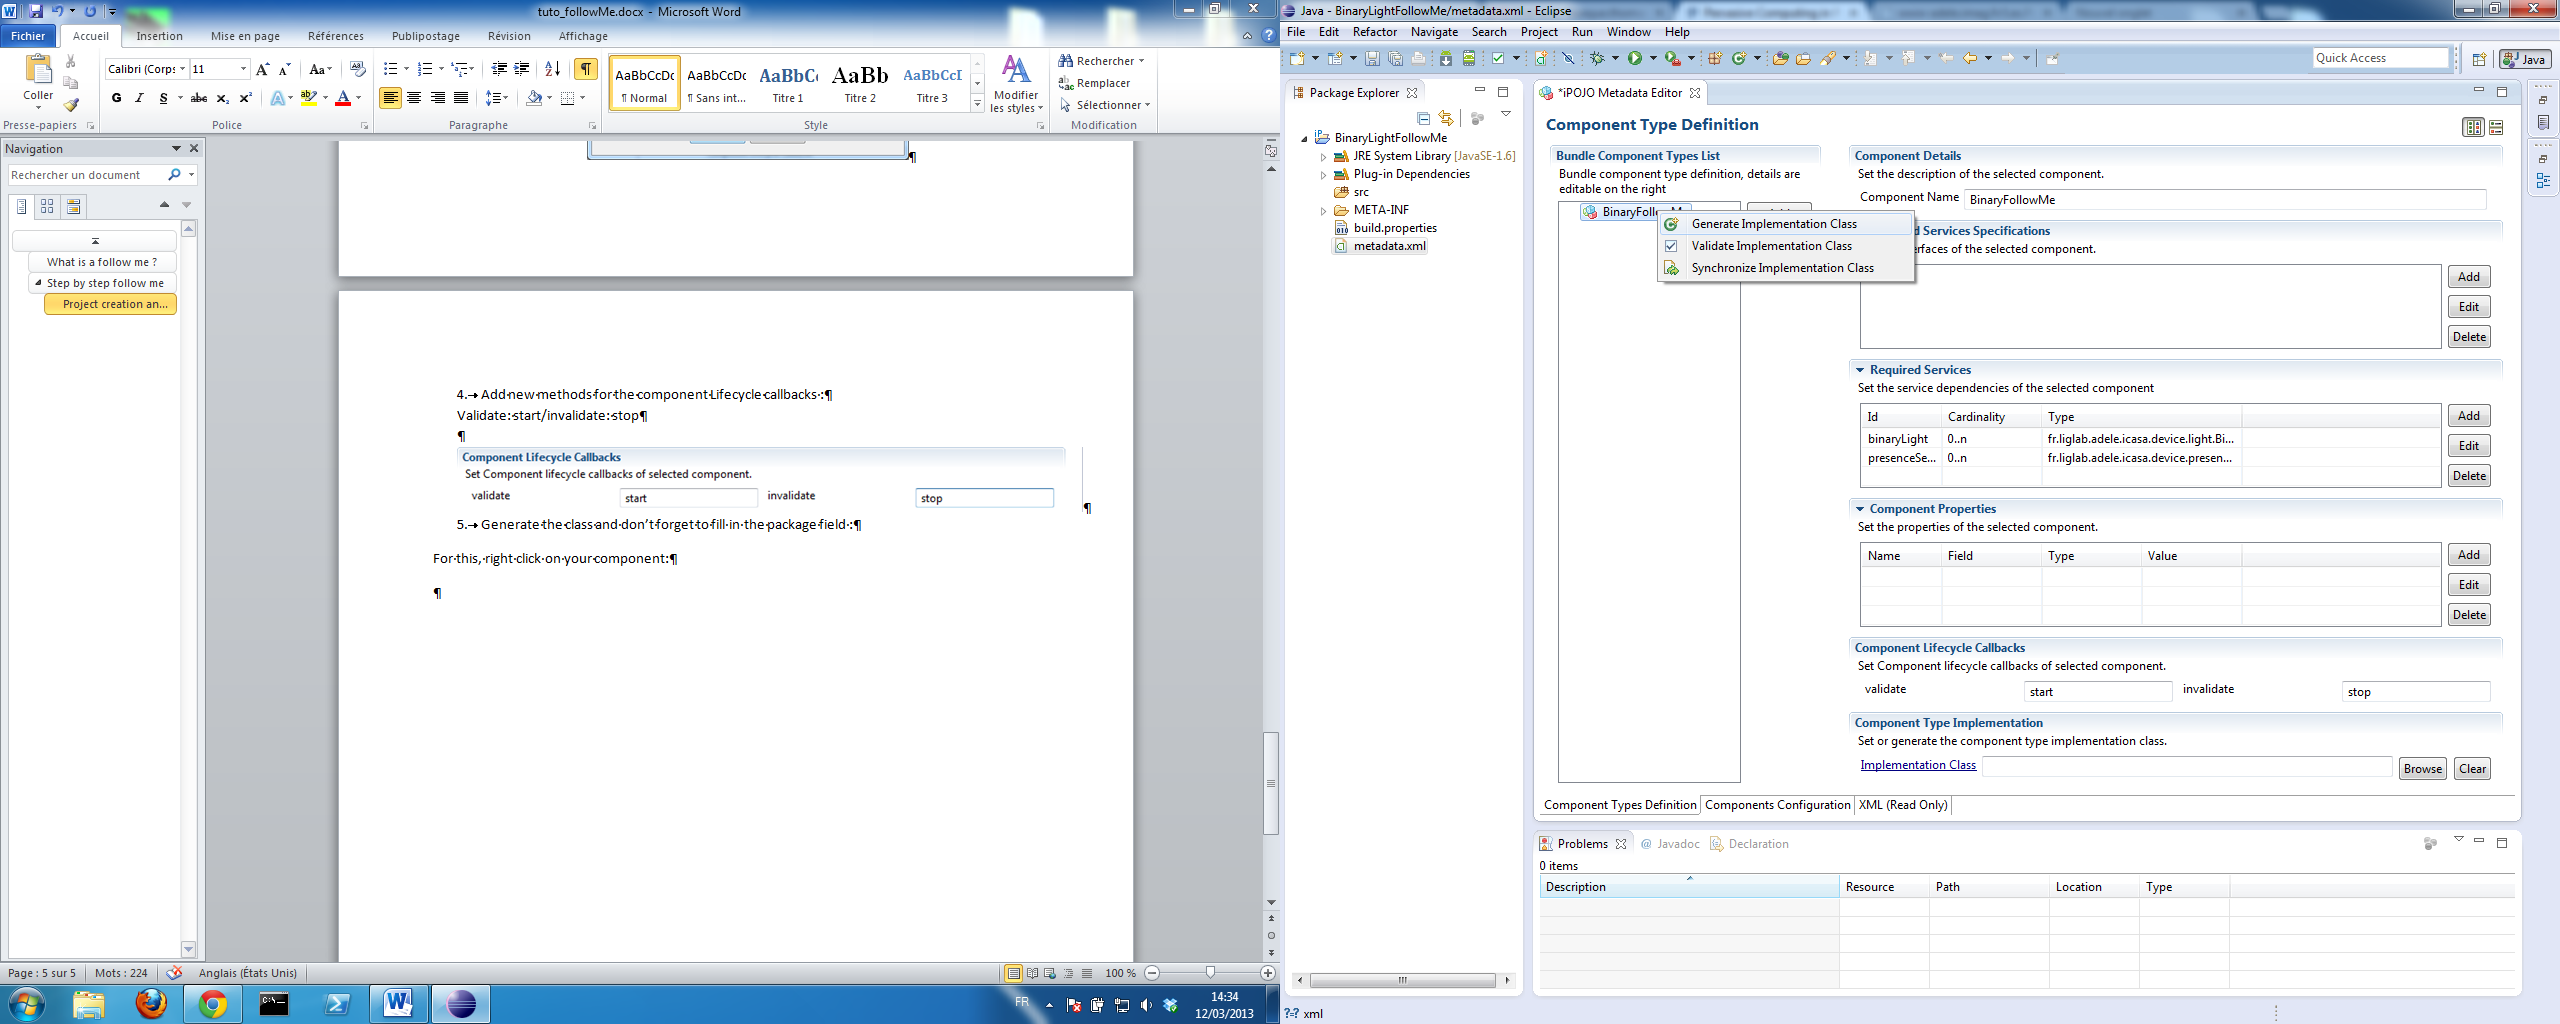 tuto_followMe.docx - Microsoft Word
Fichier Accueil Insertion Mise en page Références Publipostage Révision Affichage
Coller
Calibri (Corps 11
AaBbCcDc AaBbCcDc AaBbC AaBb AaBbCcI
¶ Normal ¶ Sans int... Titre 1 Titre 2 Titre 3
Modifier les styles
Rechercher
Remplacer
Sélectionner
Presse-papiers Police Paragraphe Style Modification
Navigation
Rechercher un document
What is a follow me ?
Step by step follow me
Project creation an...
4.→ Add·new·methods·for·the·component·Lifecycle·callbacks·:¶
Validate:·start/invalidate:·stop¶
¶
Component Lifecycle Callbacks
Set Component lifecycle callbacks of selected component.
validate start invalidate stop
¶
5.→ Generate·the·class·and·don't·forget·to·fill·in·the·package·field·:¶
For·this,·right·click·on·your·component:¶
¶
Page : 5 sur 5 Mots : 224 Anglais (États Unis) 100 %
FR 14:34
12/03/2013
Java - BinaryLightFollowMe/metadata.xml - Eclipse
File Edit Refactor Navigate Search Project Run Window Help
Quick Access Java
Package Explorer
BinaryLightFollowMe
JRE System Library [JavaSE-1.6]
Plug-in Dependencies
src
META-INF
build.properties
metadata.xml
*iPOJO Metadata Editor
Component Type Definition
Bundle Component Types List
Bundle component type definition, details are
editable on the right
Generate Implementation Class
Validate Implementation Class
Synchronize Implementation Class
Component Details
Set the description of the selected component.
Component Name BinaryFollowMe
Services Specifications
of the selected component.
Add
Edit
Delete
Required Services
Set the service dependencies of the selected component
Id Cardinality Type
binaryLight 0..n fr.liglab.adele.icasa.device.light.Bi...
presenceSe... 0..n fr.liglab.adele.icasa.device.presen...
Add
Edit
Delete
Component Properties
Set the properties of the selected component.
Name Field Type Value
Add
Edit
Delete
Component Lifecycle Callbacks
Set Component lifecycle callbacks of selected component.
validate start invalidate stop
Component Type Implementation
Set or generate the component type implementation class.
Implementation Class Browse Clear
Component Types Definition Components Configuration XML (Read Only)
Problems @ Javadoc Declaration
0 items
Description Resource Path Location Type
xml